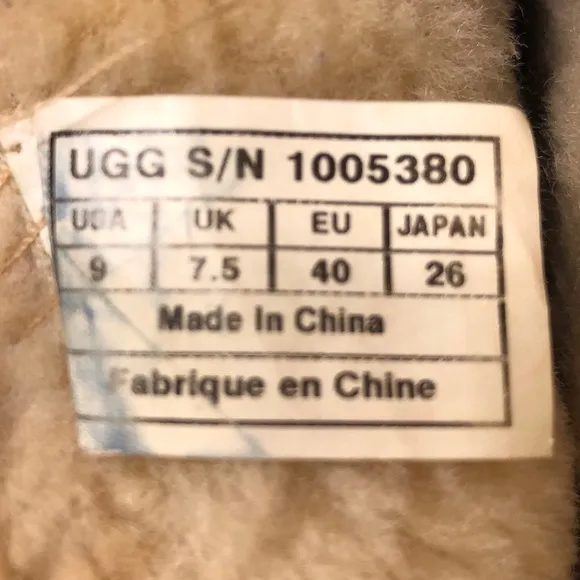 UGG S/N 1005380
USA UK EU JAPAN
9 7.5 40 26
Made In China
Fabrique en Chine